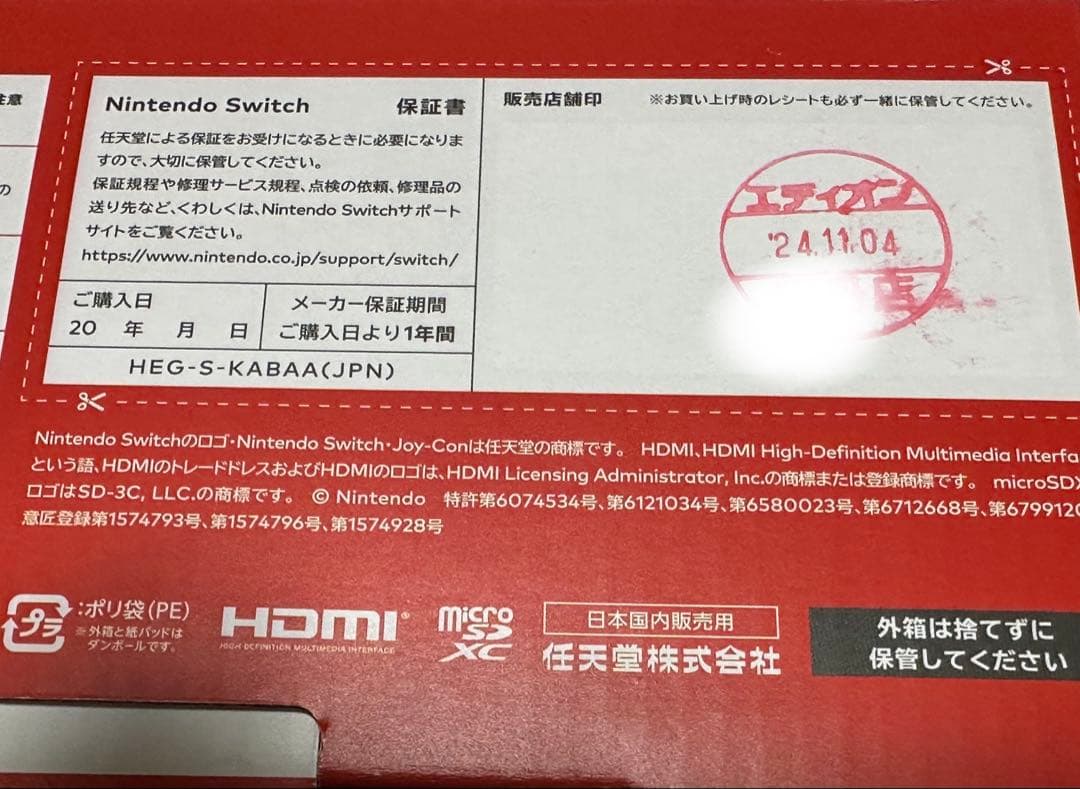 注意
の
Nintendo Switch 保証書
任天堂による保証をお受けになるときに必要になりま
すので、大切に保管してください。
保証規程や修理サービス規程、点検の依頼、修理品の
送り先など、くわしくは、Nintendo Switchサポート
サイトをご覧ください。
https://www.nintendo.co.jp/support/switch/
ご購入日
20 年 月 日
メーカー保証期間
ご購入日より1年間
HEG-S-KABAA(JPN)
販売店舗印 ※お買い上げ時のレシートも必ず一緒に保管してください。
エディオン
'24.11.04
店
Nintendo Switchのロゴ・Nintendo Switch・Joy-Conは任天堂の商標です。 HDMI、HDMI High-Definition Multimedia Interfa
という語、HDMIのトレードドレスおよびHDMIのロゴは、HDMI Licensing Administrator, Inc.の商標または登録商標です。 microSDX
ロゴはSD-3C, LLC.の商標です。 © Nintendo 特許第6074534号、第6121034号、第6580023号、第6712668号、第6799120
意匠登録第1574793号、第1574796号、第1574928号
プラ
:ポリ袋(PE)
※外箱と紙パッドは
ダンボールです。
HDMI®
HIGH-DEFINITION MULTIMEDIA INTERFACE
micro
SD
XC
日本国内販売用
任天堂株式会社
外箱は捨てずに
保管してください